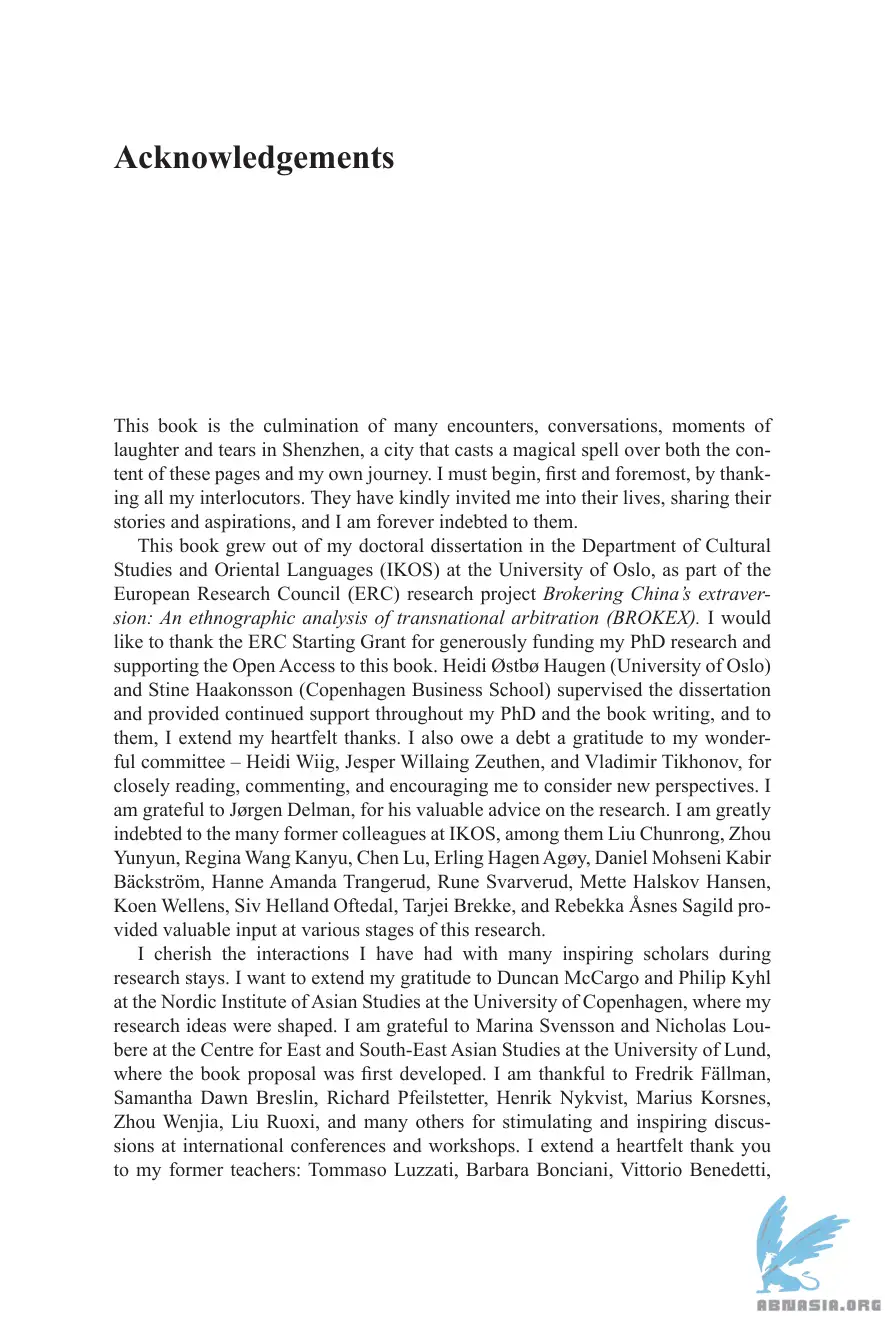 Acknowledgements
This book is the culmination of many encounters, conversations, moments of
laughter and tears in Shenzhen, a city that casts a magical spell over both the con-
tent of these pages and my own journey. I must begin, first and foremost, by thank-
ing all my interlocutors. They have kindly invited me into their lives, sharing their
stories and aspirations, and I am forever indebted to them.
This book grew out of my doctoral dissertation in the Department of Cultural
Studies and Oriental Languages (IKOS) at the University of Oslo, as part of the
European Research Council (ERC) research project Brokering China’s extraver-
sion: An ethnographic analysis of transnational arbitration (BROKEX). I would
like to thank the ERC Starting Grant for generously funding my PhD research and
supporting the Open Access to this book. Heidi Østbø Haugen (University of Oslo)
and Stine Haakonsson (Copenhagen Business School) supervised the dissertation
and provided continued support throughout my PhD and the book writing, and to
them, I extend my heartfelt thanks. I also owe a debt a gratitude to my wonder-
ful committee – Heidi Wiig, Jesper Willaing Zeuthen, and Vladimir Tikhonov, for
closely reading, commenting, and encouraging me to consider new perspectives. I
am grateful to Jørgen Delman, for his valuable advice on the research. I am greatly
indebted to the many former colleagues at IKOS, among them Liu Chunrong, Zhou
Yunyun, Regina Wang Kanyu, Chen Lu, Erling Hagen Agøy, Daniel Mohseni Kabir
Bäckström, Hanne Amanda Trangerud, Rune Svarverud, Mette Halskov Hansen,
Koen Wellens, Siv Helland Oftedal, Tarjei Brekke, and Rebekka Åsnes Sagild pro-
vided valuable input at various stages of this research.
I cherish the interactions I have had with many inspiring scholars during
research stays. I want to extend my gratitude to Duncan McCargo and Philip Kyhl
at the Nordic Institute of Asian Studies at the University of Copenhagen, where my
research ideas were shaped. I am grateful to Marina Svensson and Nicholas Lou-
bere at the Centre for East and South-East Asian Studies at the University of Lund,
where the book proposal was first developed. I am thankful to Fredrik Fällman,
Samantha Dawn Breslin, Richard Pfeilstetter, Henrik Nykvist, Marius Korsnes,
Zhou Wenjia, Liu Ruoxi, and many others for stimulating and inspiring discus-
sions at international conferences and workshops. I extend a heartfelt thank you
to my former teachers: Tommaso Luzzati, Barbara Bonciani, Vittorio Benedetti,
ABNASIA.ORG